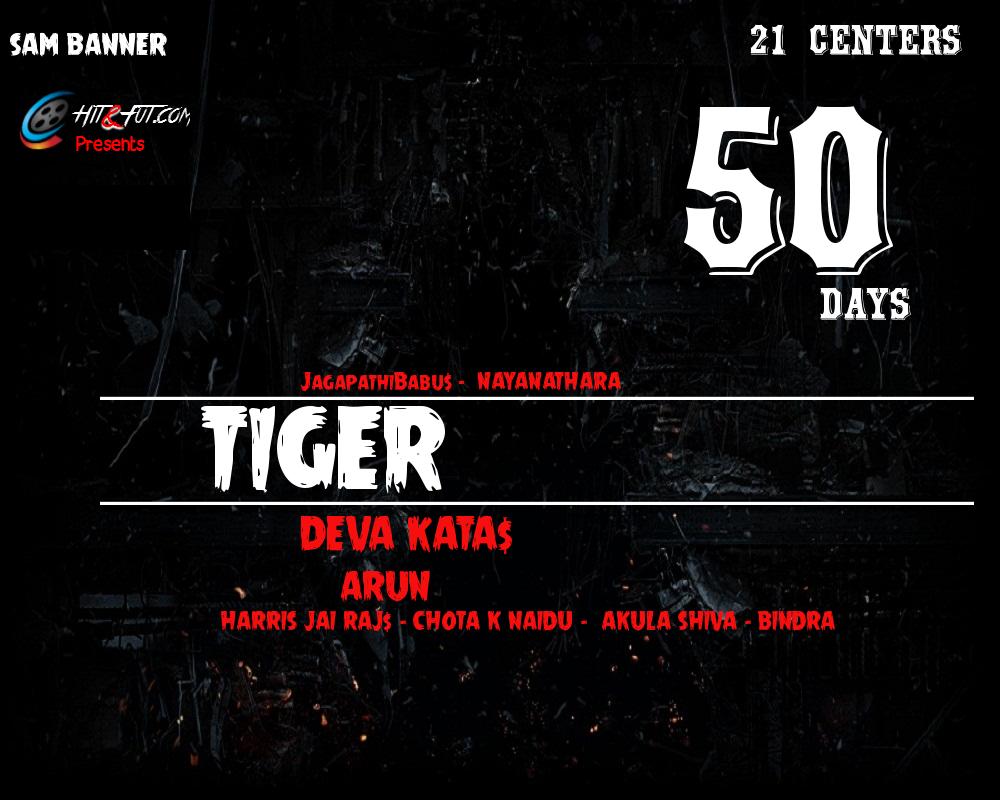 SAM BANNER
21 CENTERS
HIT&FUT.COM
Presents
50
DAYS
JAGAPATHIBABU$ - NAYANATHARA
TIGER
DEVA KATA$
ARUN
HARRIS JAI RAJ$ - CHOTA K NAIDU - AKULA SHIVA - BINDRA